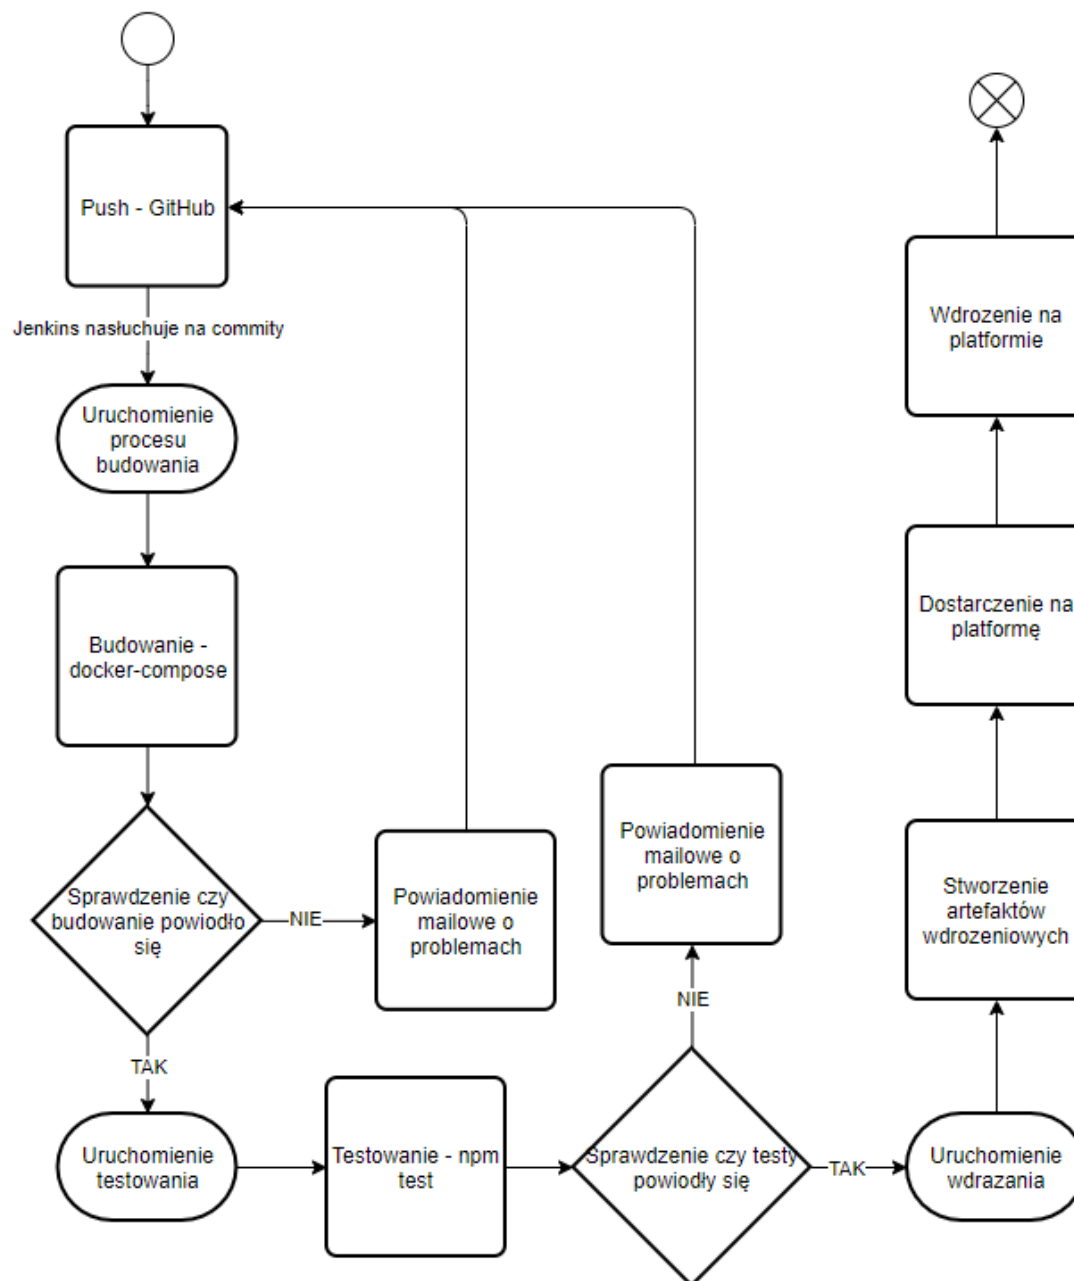 Push - GitHub
Jenkins nasłuchuje na commity
Uruchomienie
procesu
budowania
Budowanie -
docker-compose
Sprawdzenie czy
budowanie powiodło
się
NIE
Powiadomienie
mailowe o
problemach
TAK
Uruchomienie
testowania
Testowanie - npm
test
Sprawdzenie czy testy
powiodły się
NIE
Powiadomienie
mailowe o
problemach
TAK
Uruchomienie
wdrazania
Stworzenie
artefaktów
wdrozeniowych
Dostarczenie na
platformę
Wdrozenie na
platformie